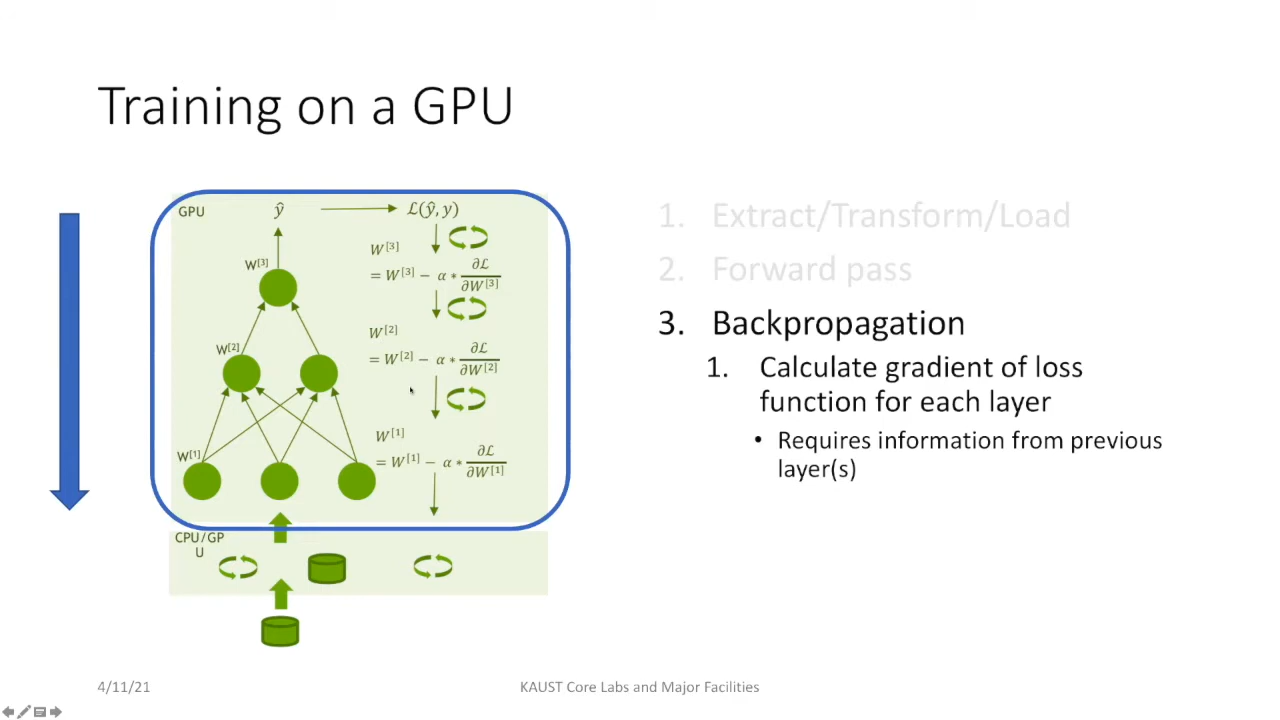 Training on a GPU
GPU
ŷ
ℒ(ŷ, y)
W[3]
W[3]
= W[3] − α ∗ ∂ℒ/∂W[3]
W[2]
W[2]
= W[2] − α ∗ ∂ℒ/∂W[2]
W[1]
W[1]
= W[1] − α ∗ ∂ℒ/∂W[1]
CPU/GP
U
1. Extract/Transform/Load
2. Forward pass
3. Backpropagation
1. Calculate gradient of loss
function for each layer
• Requires information from previous
layer(s)
4/11/21
KAUST Core Labs and Major Facilities